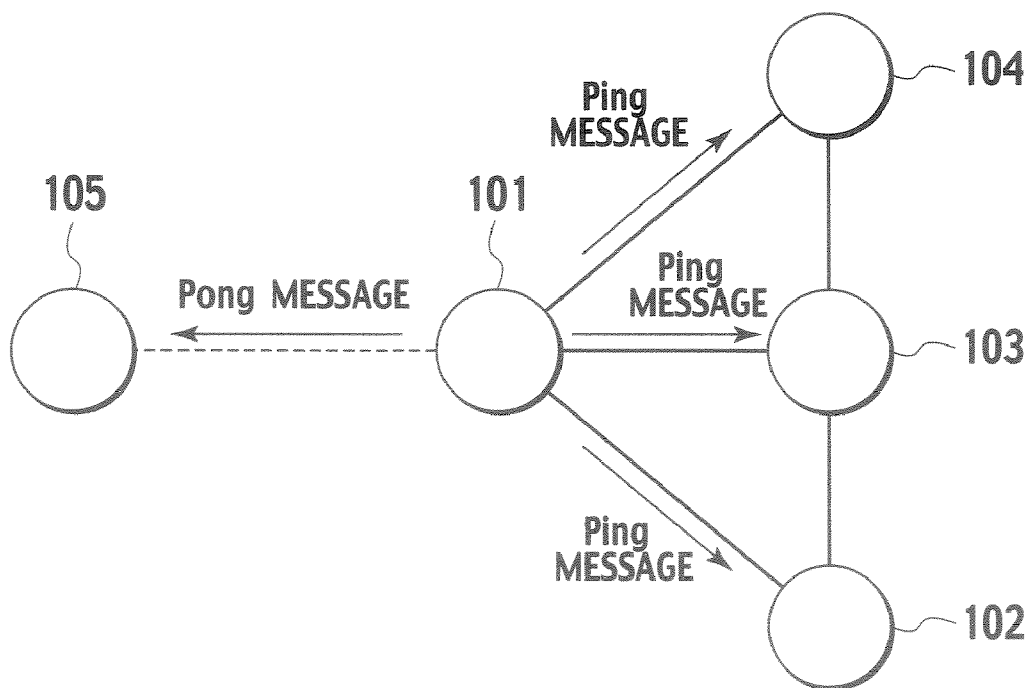 104
Ping
MESSAGE
105
101
Pong MESSAGE
Ping
MESSAGE
103
Ping
MESSAGE
102